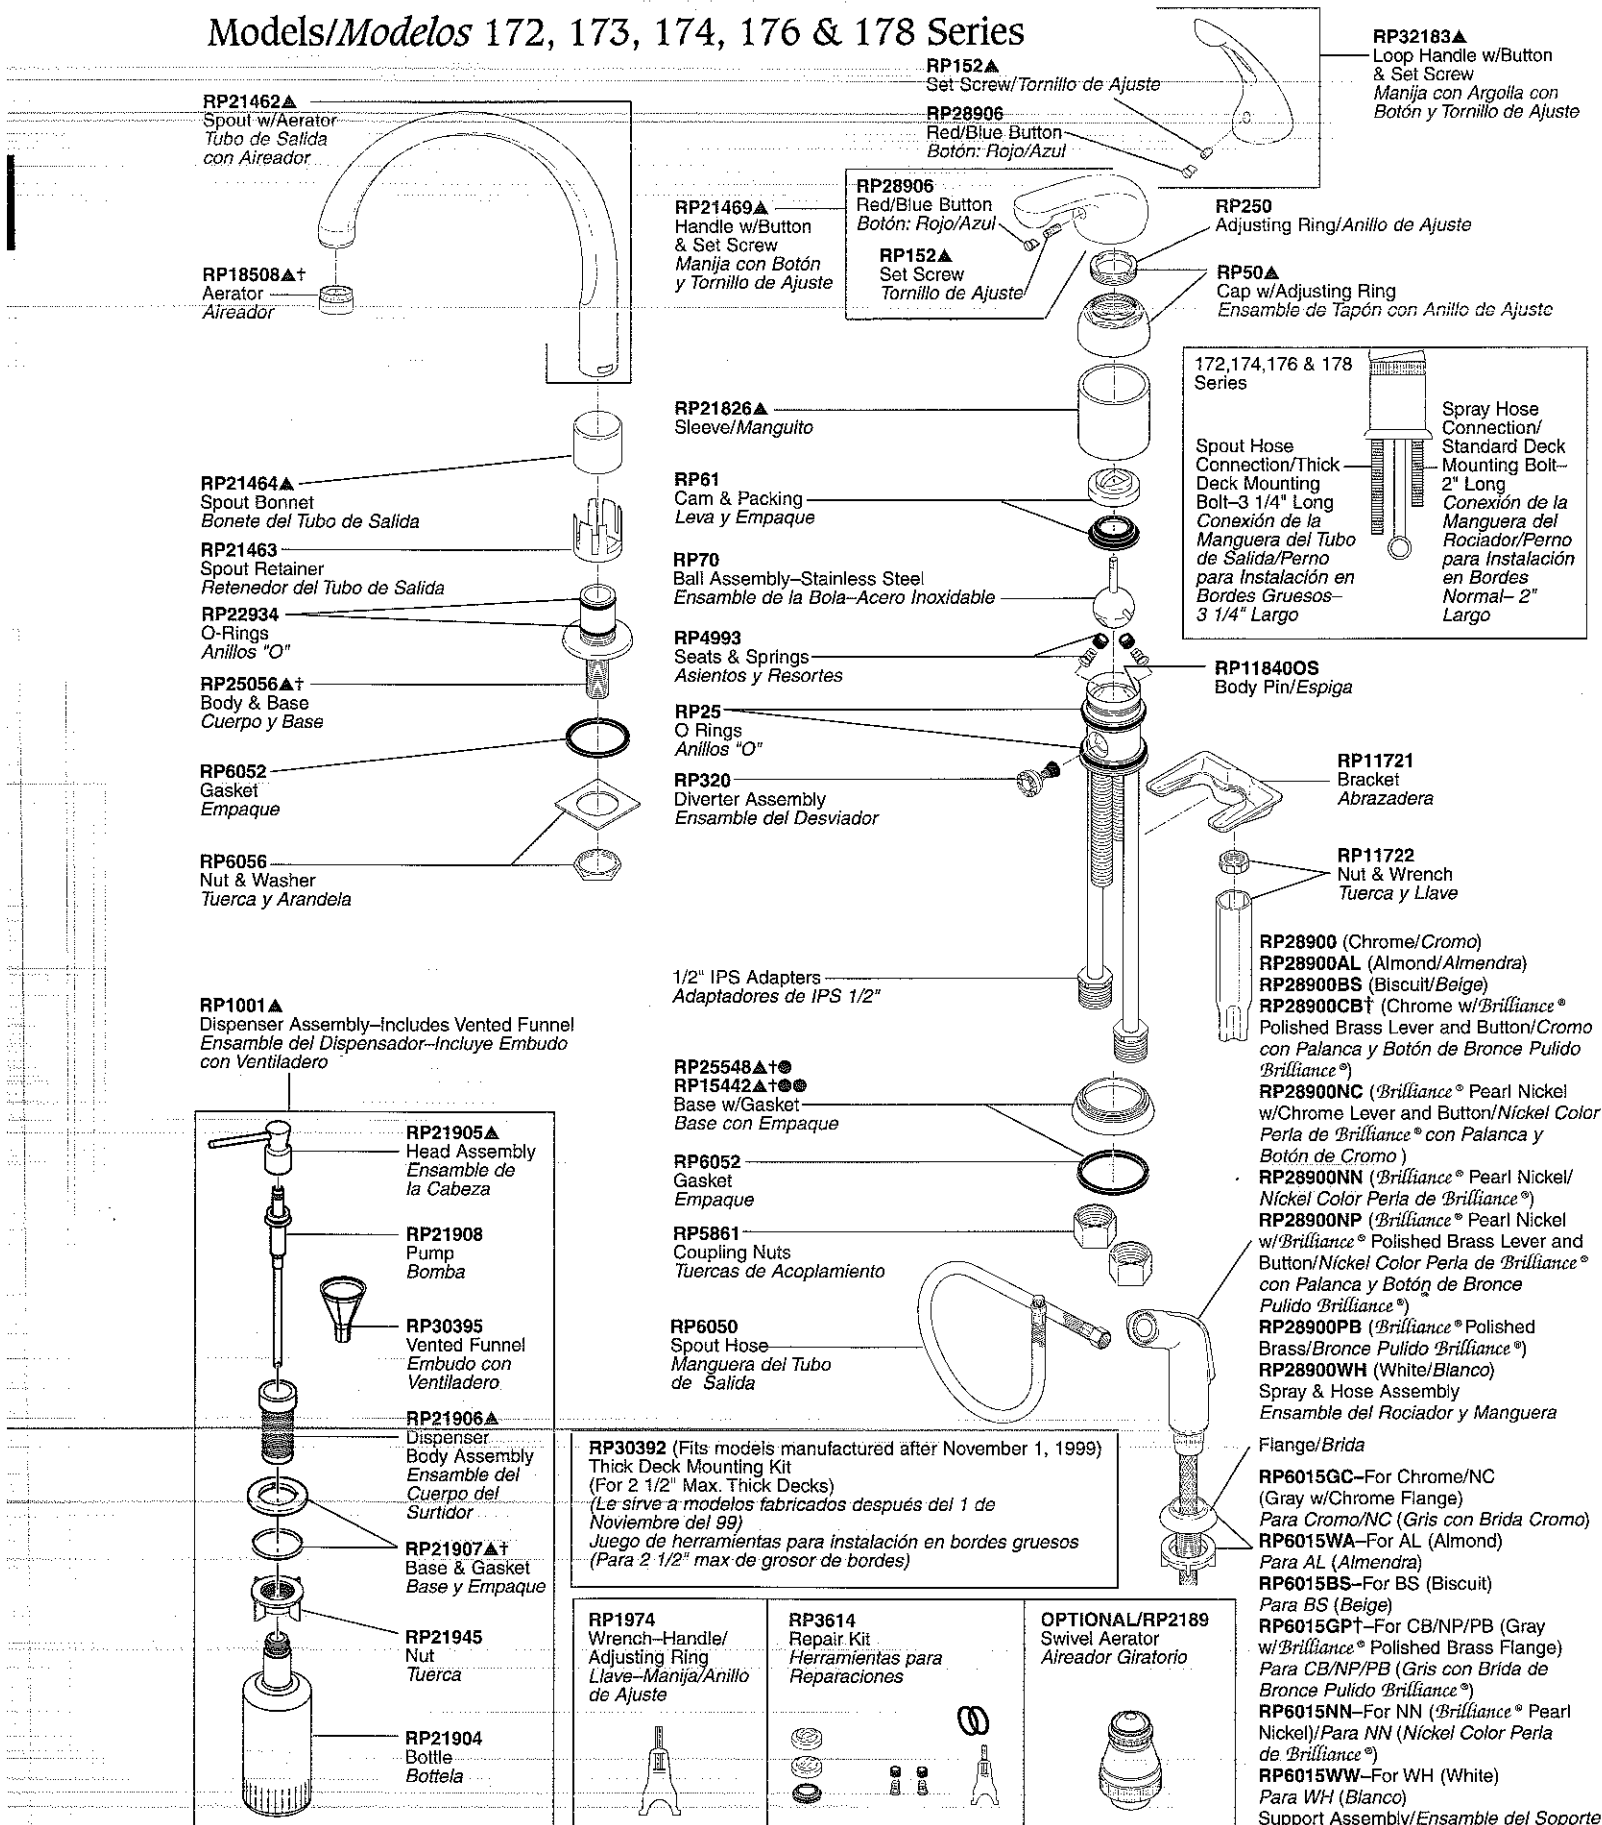 Models/Modelos 172, 173, 174, 176 & 178 Series
RP21462▲
Spout w/Aerator
Tubo de Salida
con Aireador
RP18508▲†
Aerator
Aireador
RP21464▲
Spout Bonnet
Bonete del Tubo de Salida
RP21463
Spout Retainer
Retenedor del Tubo de Salida
RP22934
O-Rings
Anillos "O"
RP25056▲†
Body & Base
Cuerpo y Base
RP6052
Gasket
Empaque
RP6056
Nut & Washer
Tuerca y Arandela
RP1001▲
Dispenser Assembly–Includes Vented Funnel
Ensamble del Dispensador–Incluye Embudo
con Ventiladero
RP21905▲
Head Assembly
Ensamble de
la Cabeza
RP21908
Pump
Bomba
RP30395
Vented Funnel
Embudo con
Ventiladero
RP21906▲
Dispenser
Body Assembly
Ensamble del
Cuerpo del
Surtidor
RP21907▲†
Base & Gasket
Base y Empaque
RP21945
Nut
Tuerca
RP21904
Bottle
Bottela
RP152▲
Set Screw/Tornillo de Ajuste
RP28906
Red/Blue Button
Botón: Rojo/Azul
RP32183▲
Loop Handle w/Button
& Set Screw
Manija con Argolla con
Botón y Tornillo de Ajuste
RP21469▲
Handle w/Button
& Set Screw
Manija con Botón
y Tornillo de Ajuste
RP28906
Red/Blue Button
Botón: Rojo/Azul
RP152▲
Set Screw
Tornillo de Ajuste
RP250
Adjusting Ring/Anillo de Ajuste
RP50▲
Cap w/Adjusting Ring
Ensamble de Tapón con Anillo de Ajuste
RP21826▲
Sleeve/Manguito
RP61
Cam & Packing
Leva y Empaque
RP70
Ball Assembly–Stainless Steel
Ensamble de la Bola–Acero Inoxidable
RP4993
Seats & Springs
Asientos y Resortes
RP25
O Rings
Anillos "O"
RP320
Diverter Assembly
Ensamble del Desviador
172,174,176 & 178
Series
Spout Hose
Connection/Thick
Deck Mounting
Bolt–3 1/4" Long
Conexión de la
Manguera del Tubo
de Salida/Perno
para Instalación en
Bordes Gruesos–
3 1/4" Largo
Spray Hose
Connection/
Standard Deck
Mounting Bolt–
2" Long
Conexión de la
Manguera del
Rociador/Perno
para Instalación
en Bordes
Normal– 2"
Largo
RP11840OS
Body Pin/Espiga
RP11721
Bracket
Abrazadera
RP11722
Nut & Wrench
Tuerca y Llave
1/2" IPS Adapters
Adaptadores de IPS 1/2"
RP25548▲†●
RP15442▲†●●
Base w/Gasket
Base con Empaque
RP6052
Gasket
Empaque
RP5861
Coupling Nuts
Tuercas de Acoplamiento
RP6050
Spout Hose
Manguera del Tubo
de Salida
RP28900 (Chrome/Cromo)
RP28900AL (Almond/Almendra)
RP28900BS (Biscuit/Beige)
RP28900CB† (Chrome w/Brilliance®
Polished Brass Lever and Button/Cromo
con Palanca y Botón de Bronce Pulido
Brilliance®)
RP28900NC (Brilliance® Pearl Nickel
w/Chrome Lever and Button/Níckel Color
Perla de Brilliance® con Palanca y
Botón de Cromo )
RP28900NN (Brilliance® Pearl Nickel/
Níckel Color Perla de Brilliance®)
RP28900NP (Brilliance® Pearl Nickel
w/Brilliance® Polished Brass Lever and
Button/Níckel Color Perla de Brilliance®
con Palanca y Botón de Bronce
Pulido Brilliance®)
RP28900PB (Brilliance® Polished
Brass/Bronce Pulido Brilliance®)
RP28900WH (White/Blanco)
Spray & Hose Assembly
Ensamble del Rociador y Manguera
Flange/Brida
RP6015GC–For Chrome/NC
(Gray w/Chrome Flange)
Para Cromo/NC (Gris con Brida Cromo)
RP6015WA–For AL (Almond)
Para AL (Almendra)
RP6015BS–For BS (Biscuit)
Para BS (Beige)
RP6015GP†–For CB/NP/PB (Gray
w/Brilliance® Polished Brass Flange)
Para CB/NP/PB (Gris con Brida de
Bronce Pulido Brilliance®)
RP6015NN–For NN (Brilliance® Pearl
Nickel)/Para NN (Níckel Color Perla
de Brilliance®)
RP6015WW–For WH (White)
Para WH (Blanco)
Support Assembly/Ensamble del Soporte
RP30392 (Fits models manufactured after November 1, 1999)
Thick Deck Mounting Kit
(For 2 1/2" Max. Thick Decks)
(Le sirve a modelos fabricados después del 1 de
Noviembre del 99)
Juego de herramientas para instalación en bordes gruesos
(Para 2 1/2" max de grosor de bordes)
RP1974
Wrench–Handle/
Adjusting Ring
Llave–Manija/Anillo
de Ajuste
RP3614
Repair Kit
Herramientas para
Reparaciones
OPTIONAL/RP2189
Swivel Aerator
Aireador Giratorio